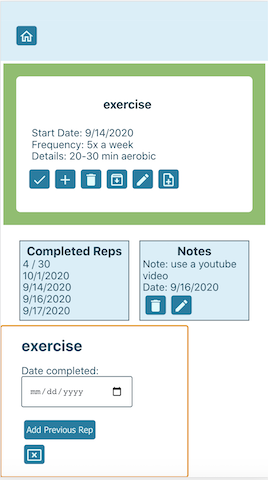 exercise
Start Date: 9/14/2020
Frequency: 5x a week
Details: 20-30 min aerobic
Completed Reps
4 / 30
10/1/2020
9/14/2020
9/16/2020
9/17/2020
Notes
Note: use a youtube
video
Date: 9/16/2020
exercise
Date completed:
mm/dd/yyyy
Add Previous Rep